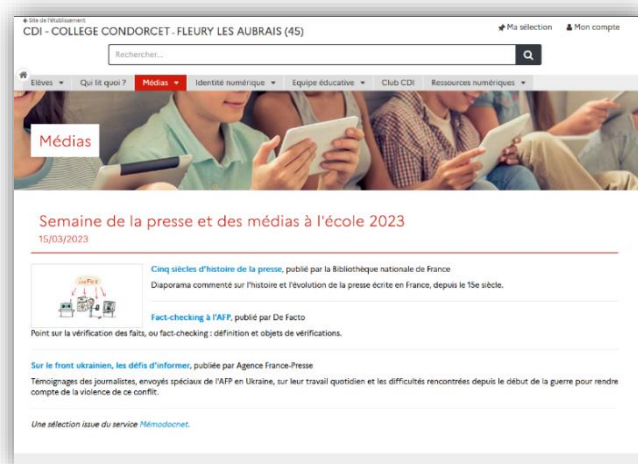 Site de l'établissement
CDI - COLLEGE CONDORCET - FLEURY LES AUBRAIS (45)
Ma sélection Mon compte
Rechercher...
Elèves Qui lit quoi ? Médias Identité numérique Equipe éducative Club CDI Ressources numériques
Médias
Semaine de la presse et des médias à l'école 2023
15/03/2023
Cinq siècles d'histoire de la presse, publié par la Bibliothèque nationale de France
Diaporama commenté sur l'histoire et l'évolution de la presse écrite en France, depuis le 15e siècle.
Fact-checking à l'AFP, publié par De Facto
Point sur la vérification des faits, ou fact-checking : définition et objets de vérifications.
Sur le front ukrainien, les défis d'informer, publiée par Agence France-Presse
Témoignages des journalistes, envoyés spéciaux de l'AFP en Ukraine, sur leur travail quotidien et les difficultés rencontrées depuis le début de la guerre pour rendre
compte de la violence de ce conflit.
Une sélection issue du service Mémodocnet.